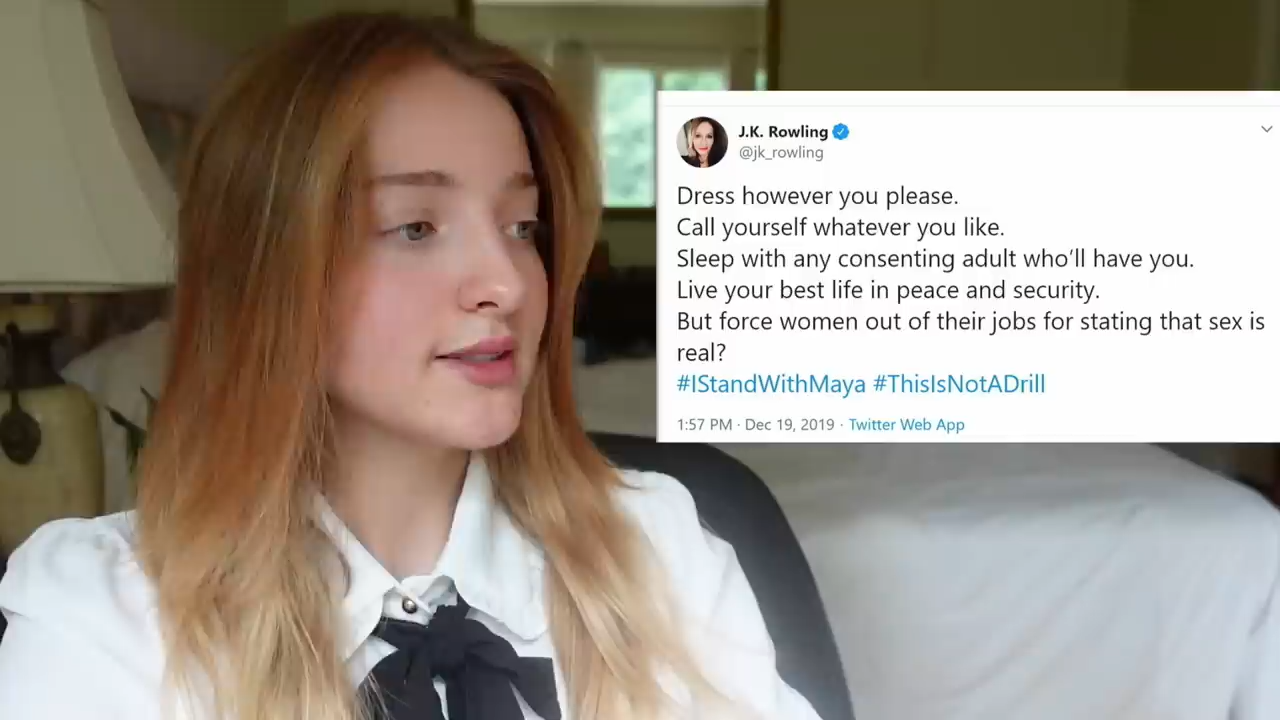 J.K. Rowling
@jk_rowling
Dress however you please.
Call yourself whatever you like.
Sleep with any consenting adult who'll have you.
Live your best life in peace and security.
But force women out of their jobs for stating that sex is
real?
#IStandWithMaya #ThisIsNotADrill
1:57 PM · Dec 19, 2019 · Twitter Web App